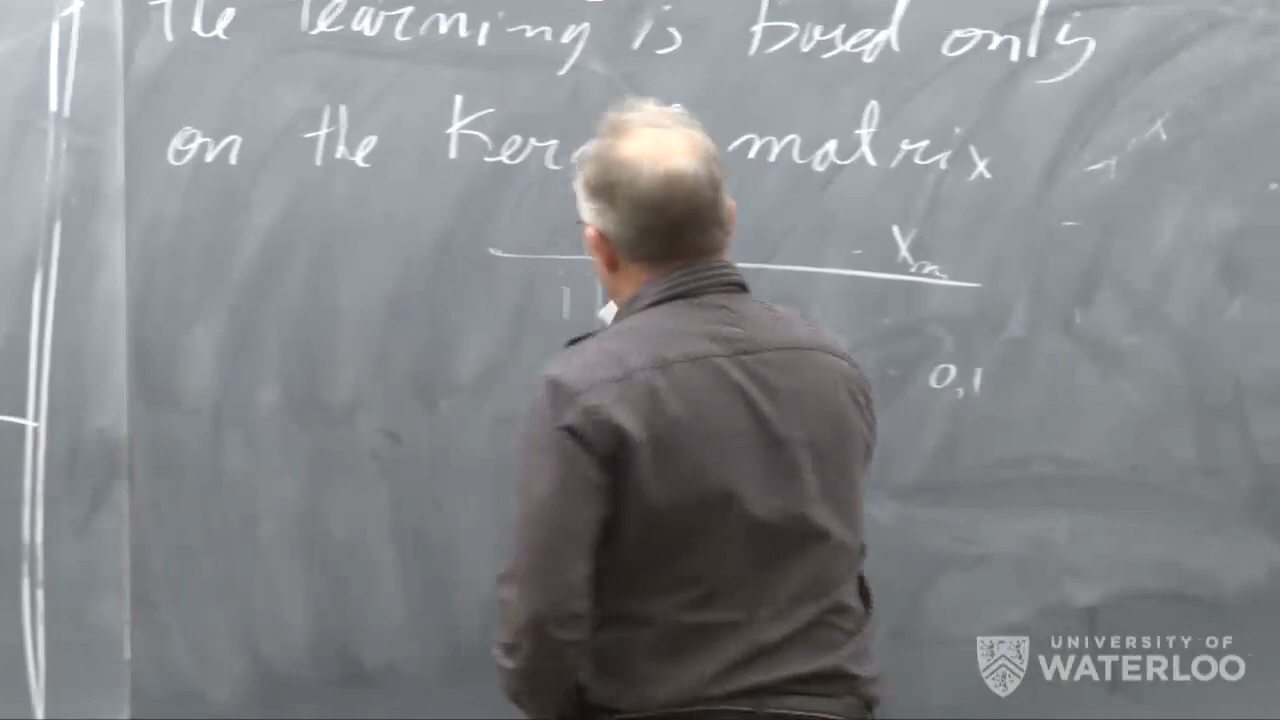 the learning is based only
on the Ker matrix
Xm
0,1
UNIVERSITY OF
WATERLOO